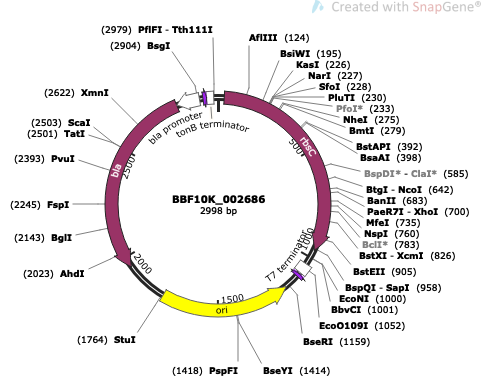 Created with SnapGene®
(2979) PflFI - Tth111I
(2904) BsgI
(2622) XmnI
(2503) ScaI
(2501) TatI
(2393) PvuI
(2245) FspI
(2143) BglI
(2023) AhdI
(1764) StuI
(1418) PspFI
BseYI (1414)
AflIII (124)
BsiWI (195)
KasI (226)
NarI (227)
SfoI (228)
PluTI (230)
PfoI* (233)
NheI (275)
BmtI (279)
BstAPI (392)
BsaAI (398)
BspDI* - ClaI* (585)
BtgI - NcoI (642)
BanII (683)
PaeR7I - XhoI (700)
MfeI (735)
NspI (760)
BclI* (783)
BstXI - XcmI (826)
BstEII (905)
BspQI - SapI (958)
EcoNI (1000)
BbvCI (1001)
EcoO109I (1052)
BseRI (1159)
bla promoter
tonB terminator
rbsC
bla
T7 terminator
ori
500
1000
1500
2000
2500
BBF10K_002686
2998 bp